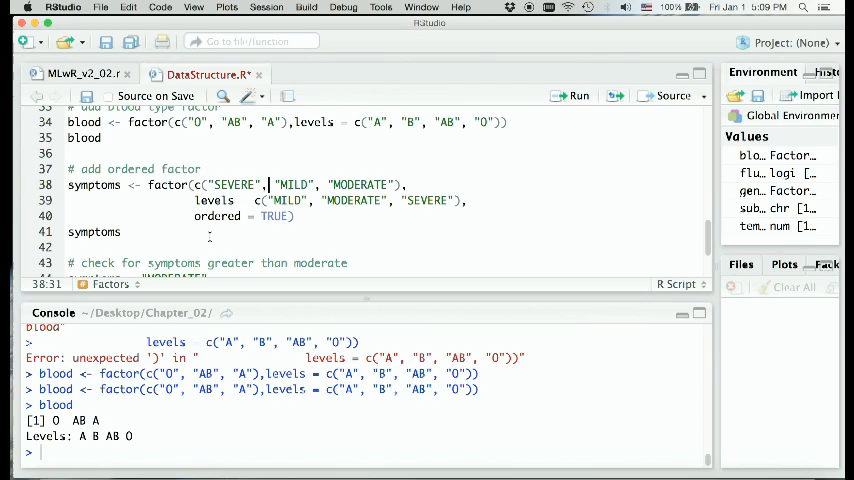 RStudio File Edit Code View Plots Session Build Debug Tools Window Help 100% Fri Jan 1 5:09 PM
RStudio
Go to file/function Project: (None)
MLwR_v2_02.r DataStructure.R*
Source on Save Run Source
33 # add blood type factor
34 blood <- factor(c("O", "AB", "A"),levels = c("A", "B", "AB", "O"))
35 blood
36
37 # add ordered factor
38 symptoms <- factor(c("SEVERE", "MILD", "MODERATE"),
39 levels c("MILD", "MODERATE", "SEVERE"),
40 ordered = TRUE)
41 symptoms
42
43 # check for symptoms greater than moderate
44 symptoms "MODERATE"
38:31 Factors R Script
Console ~/Desktop/Chapter_02/
blood"
> levels = c("A", "B", "AB", "O"))
Error: unexpected ')' in " levels = c("A", "B", "AB", "O"))"
> blood <- factor(c("O", "AB", "A"),levels = c("A", "B", "AB", "O"))
> blood <- factor(c("O", "AB", "A"),levels = c("A", "B", "AB", "O"))
> blood
[1] O AB A
Levels: A B AB O
>
Environment Histo
Import
Global Environme
Values
blo… Factor…
flu… logi […
gen… Factor…
sub… chr [1…
tem… num [1…
Files Plots Pack
Clear All